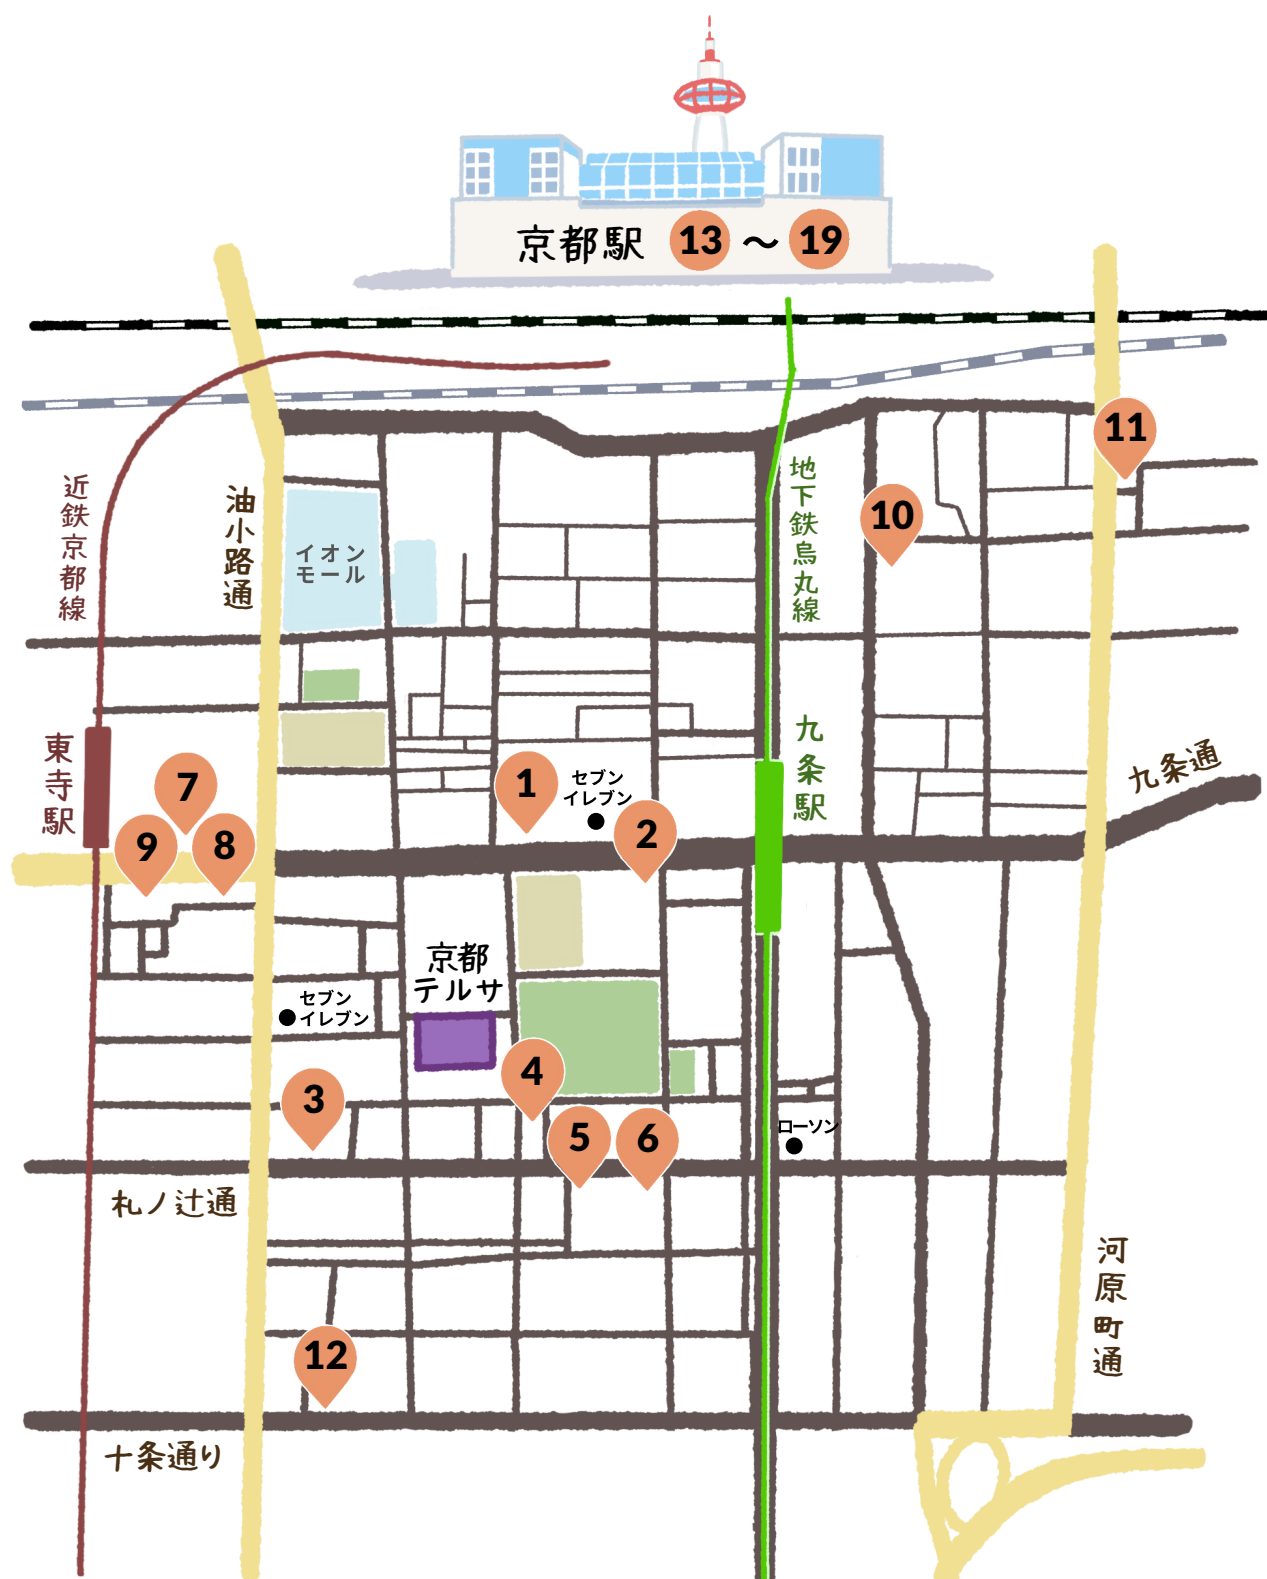 京都駅 13 〜 19
11
近鉄京都線
油小路通
地下鉄烏丸線
10
イオン
モール
東寺駅
九条駅
九条通
7
1
セブン
イレブン
2
9
8
京都
テルサ
セブン
イレブン
4
3
5
6
ローソン
札ノ辻通
河原町通
12
十条通り